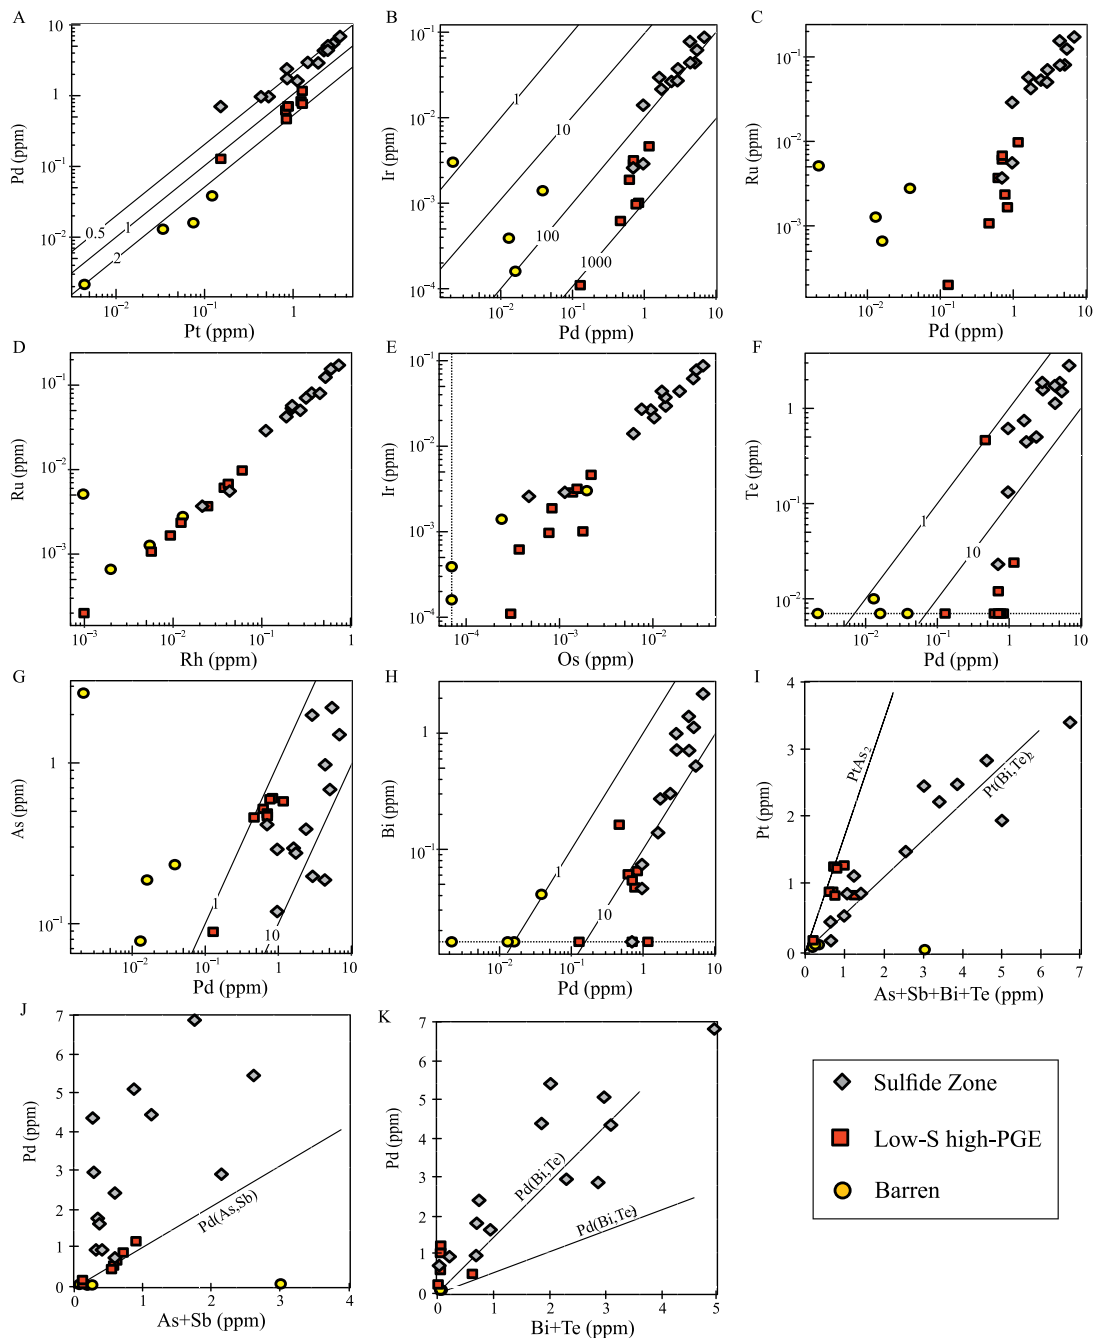 A
Pd (ppm)
10
1
10⁻¹
10⁻²
0.5
1
2
10⁻²
10⁻¹
1
Pt (ppm)
B
Ir (ppm)
10⁻¹
10⁻²
10⁻³
10⁻⁴
1
10
100
1000
10⁻²
10⁻¹
1
10
Pd (ppm)
C
Ru (ppm)
10⁻¹
10⁻²
10⁻³
10⁻²
10⁻¹
1
10
Pd (ppm)
D
Ru (ppm)
10⁻¹
10⁻²
10⁻³
10⁻³
10⁻²
10⁻¹
1
Rh (ppm)
E
Ir (ppm)
10⁻¹
10⁻²
10⁻³
10⁻⁴
10⁻⁴
10⁻³
10⁻²
Os (ppm)
F
Te (ppm)
1
10⁻¹
10⁻²
1
10
10⁻²
10⁻¹
1
10
Pd (ppm)
G
As (ppm)
1
10⁻¹
1
10
10⁻²
10⁻¹
1
10
Pd (ppm)
H
Bi (ppm)
1
10⁻¹
1
10
10⁻²
10⁻¹
1
10
Pd (ppm)
I
Pt (ppm)
4
3
2
1
0
PtAs₂
Pt(Bi,Te)₂
0
1
2
3
4
5
6
7
As+Sb+Bi+Te (ppm)
J
Pd (ppm)
7
6
5
4
3
2
1
0
Pd(As,Sb)
0
1
2
3
4
As+Sb (ppm)
K
Pd (ppm)
7
6
5
4
3
2
1
0
Pd(Bi,Te)
Pd(Bi,Te)₂
0
1
2
3
4
5
Bi+Te (ppm)
Sulfide Zone
Low-S high-PGE
Barren